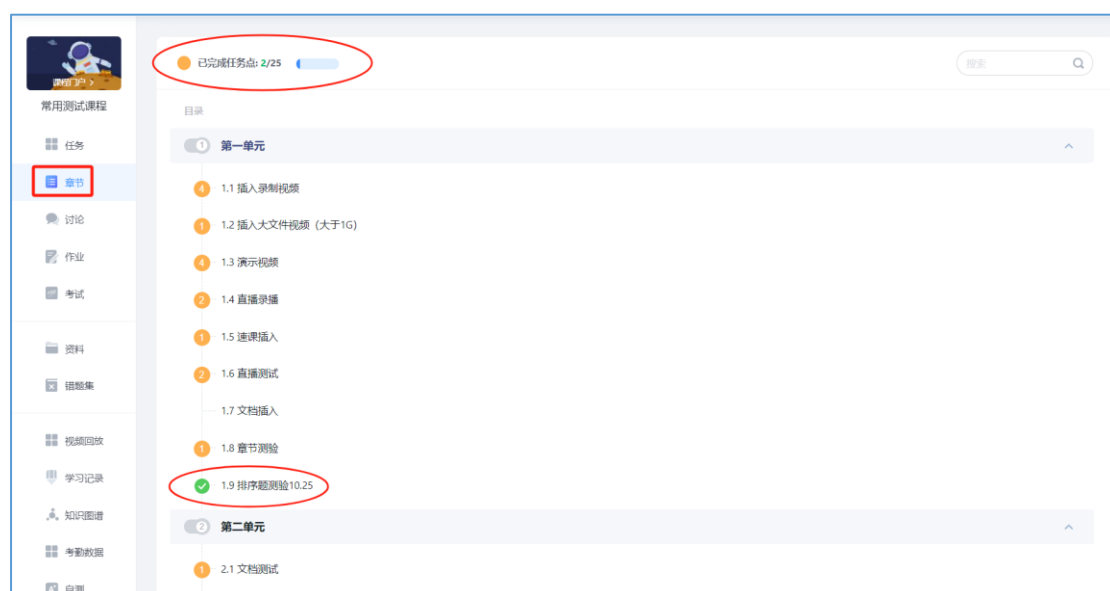 课程门户 >
常用测试课程
任务
章节
讨论
作业
考试
资料
错题集
视频回放
学习记录
知识图谱
考勤数据
自测
已完成任务点: 2/25
搜索
目录
1 第一单元
4 1.1 插入录制视频
1 1.2 插入大文件视频（大于1G）
4 1.3 演示视频
2 1.4 直播录播
1 1.5 速课插入
2 1.6 直播测试
1.7 文档插入
1 1.8 章节测验
1.9 排序题测验10.25
2 第二单元
1 2.1 文档测试